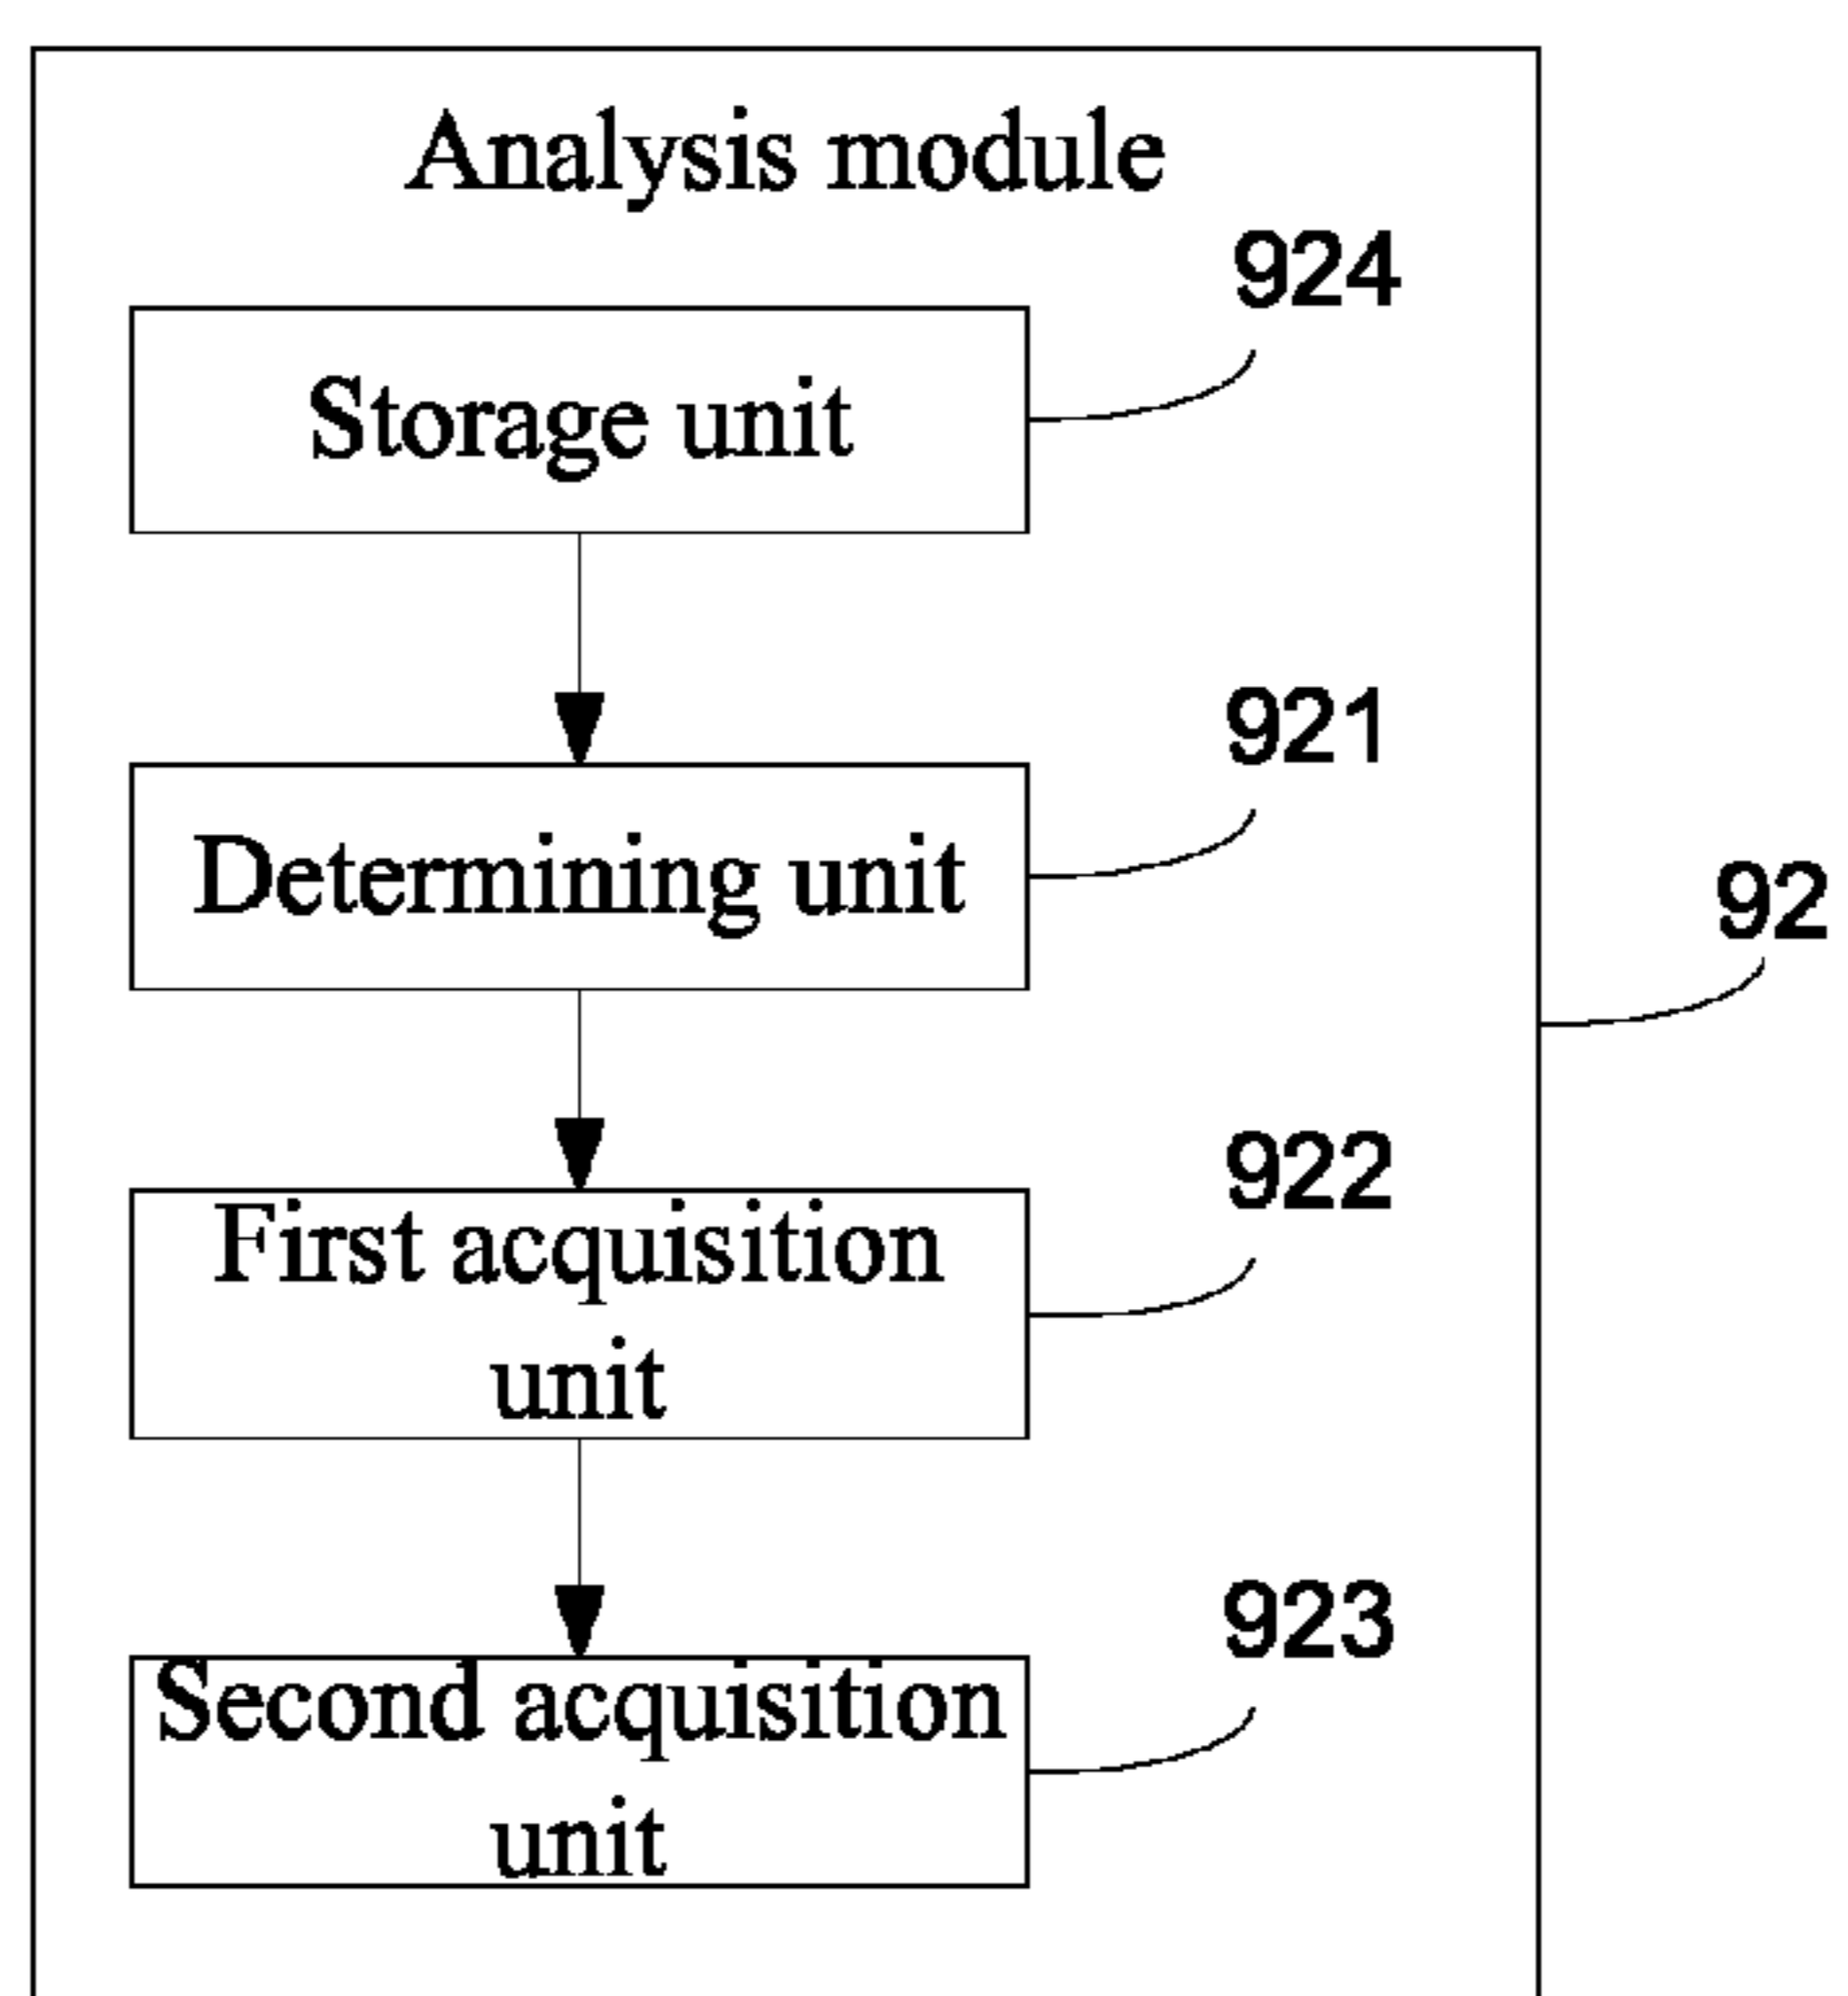 Analysis module
924
Storage unit
921
Determining unit
92
922
First acquisition
unit
923
Second acquisition
unit